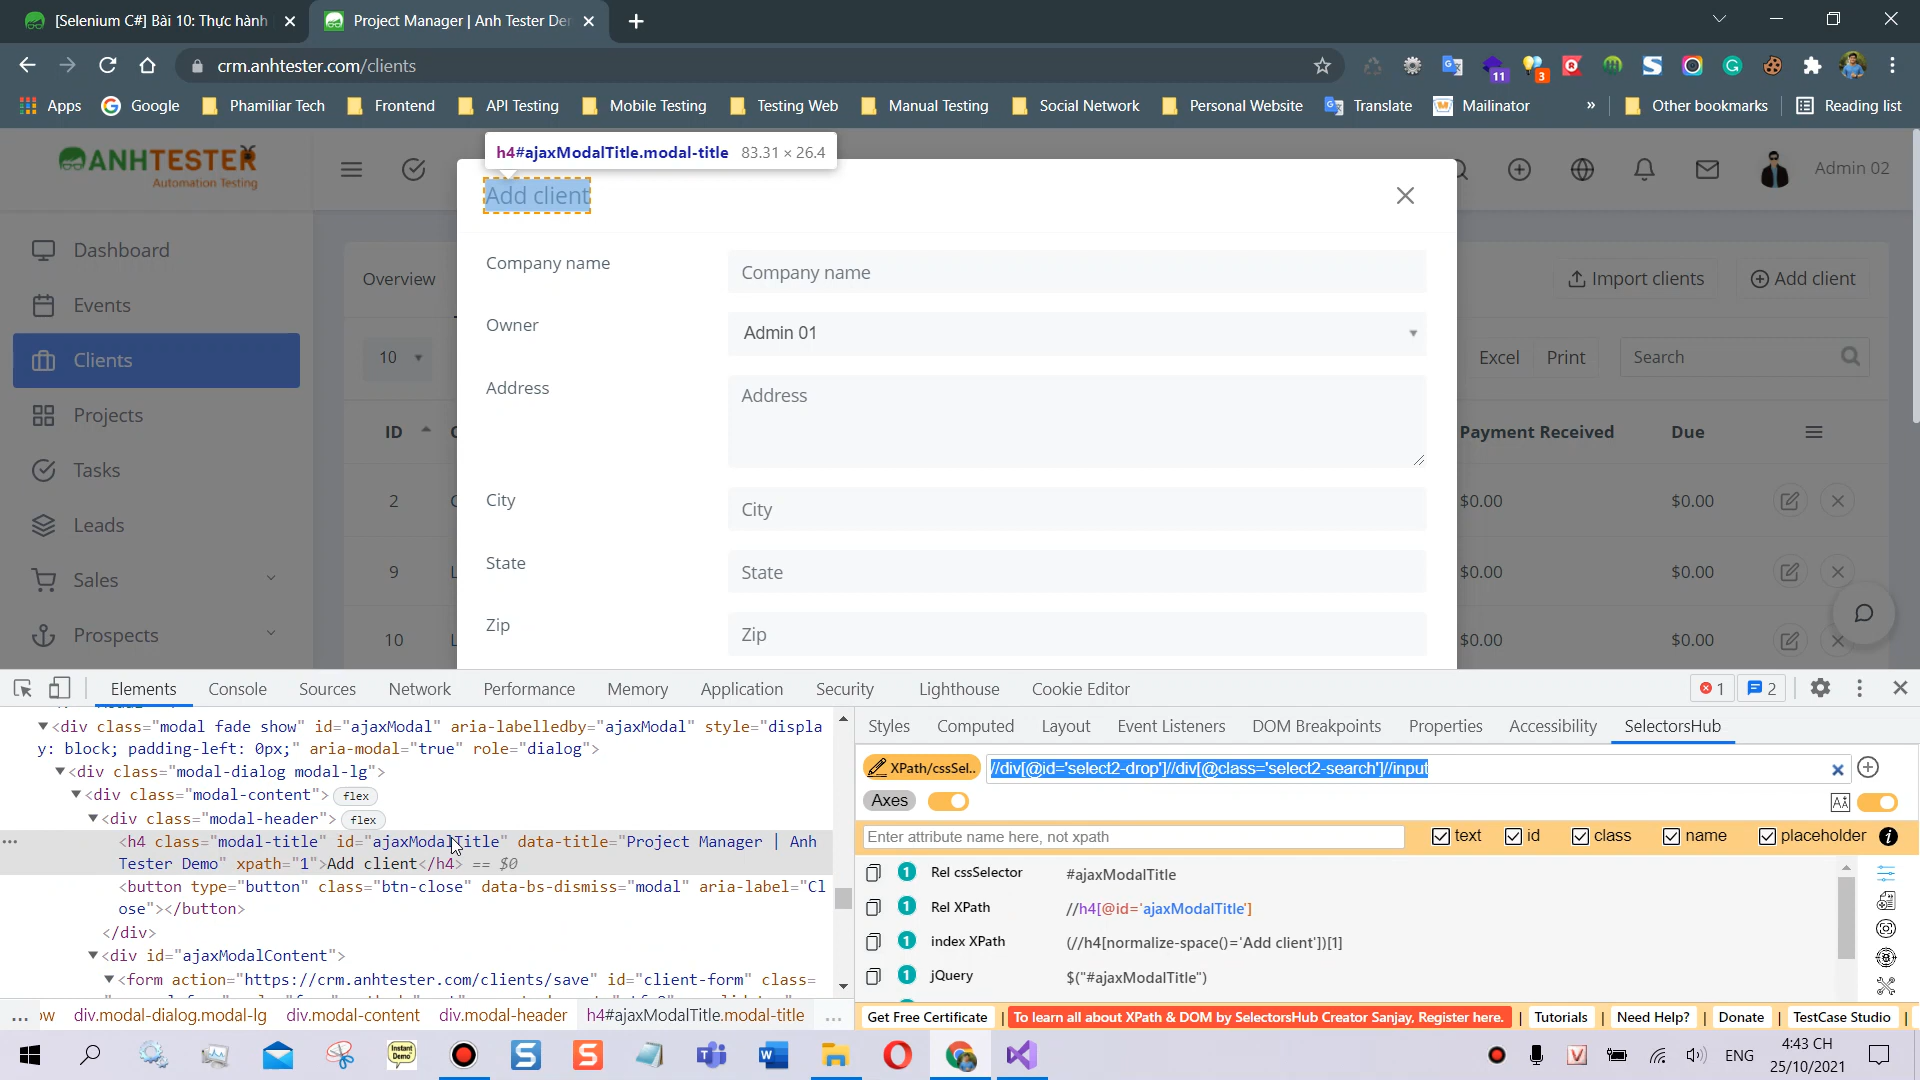 [Selenium C#] Bài 10: Thực hành
Project Manager | Anh Tester De
crm.anhtester.com/clients
11
3
Apps
Google
Phamiliar Tech
Frontend
API Testing
Mobile Testing
Testing Web
Manual Testing
Social Network
Personal Website
Translate
Mailinator
»
Other bookmarks
Reading list
ANHTESTER
Automation Testing
h4#ajaxModalTitle.modal-title 83.31 × 26.4
Add client
Admin 02
Dashboard
Events
Clients
Projects
Tasks
Leads
Sales
Prospects
Overview
Import clients
Add client
10
Excel
Print
Search
ID
Payment Received
Due
2
$0.00
$0.00
9
$0.00
$0.00
10
$0.00
$0.00
Company name
Company name
Owner
Admin 01
Address
Address
City
City
State
State
Zip
Zip
Elements
Console
Sources
Network
Performance
Memory
Application
Security
Lighthouse
Cookie Editor
1
2
<div class="modal fade show" id="ajaxModal" aria-labelledby="ajaxModal" style="displa
y: block; padding-left: 0px;" aria-modal="true" role="dialog">
<div class="modal-dialog modal-lg">
<div class="modal-content"> flex
<div class="modal-header"> flex
<h4 class="modal-title" id="ajaxModalTitle" data-title="Project Manager | Anh
Tester Demo" xpath="1">Add client</h4> == $0
<button type="button" class="btn-close" data-bs-dismiss="modal" aria-label="Cl
ose"></button>
</div>
<div id="ajaxModalContent">
<form action="https://crm.anhtester.com/clients/save" id="client-form" class=
... ow div.modal-dialog.modal-lg div.modal-content div.modal-header h4#ajaxModalTitle.modal-title ...
Styles
Computed
Layout
Event Listeners
DOM Breakpoints
Properties
Accessibility
SelectorsHub
XPath/cssSel..
//div[@id='select2-drop']//div[@class='select2-search']//input
Axes
Enter attribute name here, not xpath
text
id
class
name
placeholder
1 Rel cssSelector #ajaxModalTitle
1 Rel XPath //h4[@id='ajaxModalTitle']
1 index XPath (//h4[normalize-space()='Add client'])[1]
1 jQuery $("#ajaxModalTitle")
Get Free Certificate | To learn all about XPath & DOM by SelectorsHub Creator Sanjay, Register here. | Tutorials | Need Help? | Donate | TestCase Studio |
Instant
Demo
ENG
4:43 CH
25/10/2021